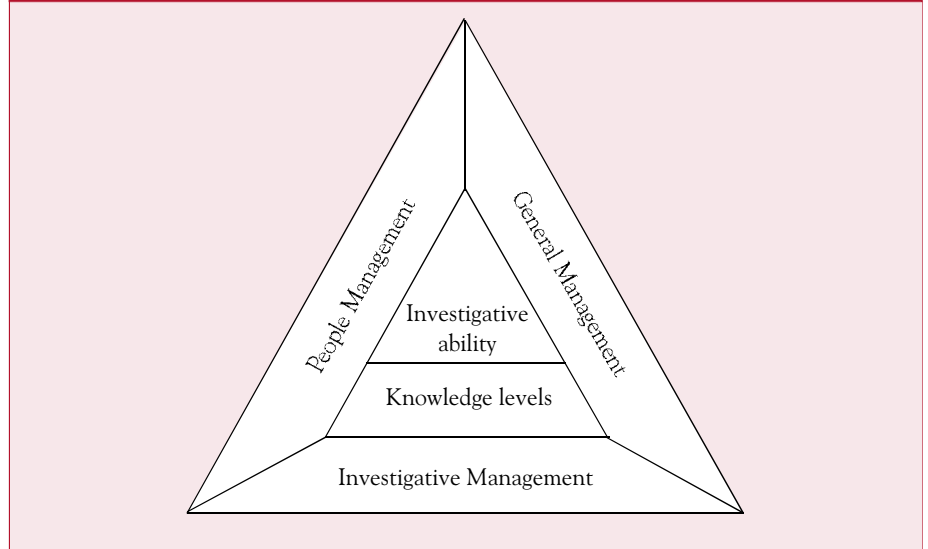 People Management
General Management
Investigative
ability
Knowledge levels
Investigative Management